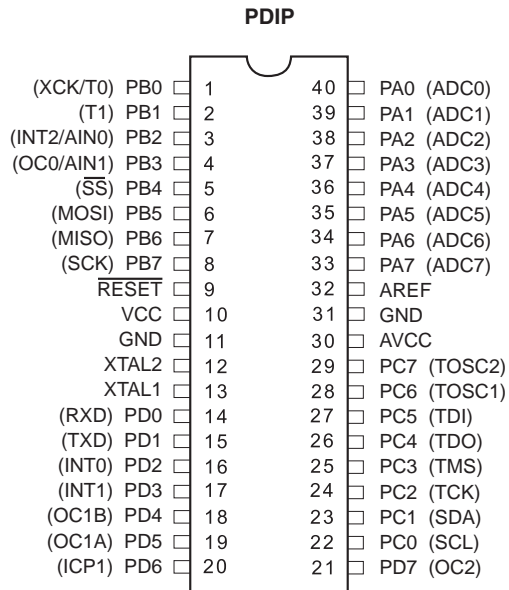 PDIP
(XCK/T0) PB0 1 40 PA0 (ADC0)
(T1) PB1 2 39 PA1 (ADC1)
(INT2/AIN0) PB2 3 38 PA2 (ADC2)
(OC0/AIN1) PB3 4 37 PA3 (ADC3)
(S̅S̅) PB4 5 36 PA4 (ADC4)
(MOSI) PB5 6 35 PA5 (ADC5)
(MISO) PB6 7 34 PA6 (ADC6)
(SCK) PB7 8 33 PA7 (ADC7)
R̅E̅S̅E̅T̅ 9 32 AREF
VCC 10 31 GND
GND 11 30 AVCC
XTAL2 12 29 PC7 (TOSC2)
XTAL1 13 28 PC6 (TOSC1)
(RXD) PD0 14 27 PC5 (TDI)
(TXD) PD1 15 26 PC4 (TDO)
(INT0) PD2 16 25 PC3 (TMS)
(INT1) PD3 17 24 PC2 (TCK)
(OC1B) PD4 18 23 PC1 (SDA)
(OC1A) PD5 19 22 PC0 (SCL)
(ICP1) PD6 20 21 PD7 (OC2)